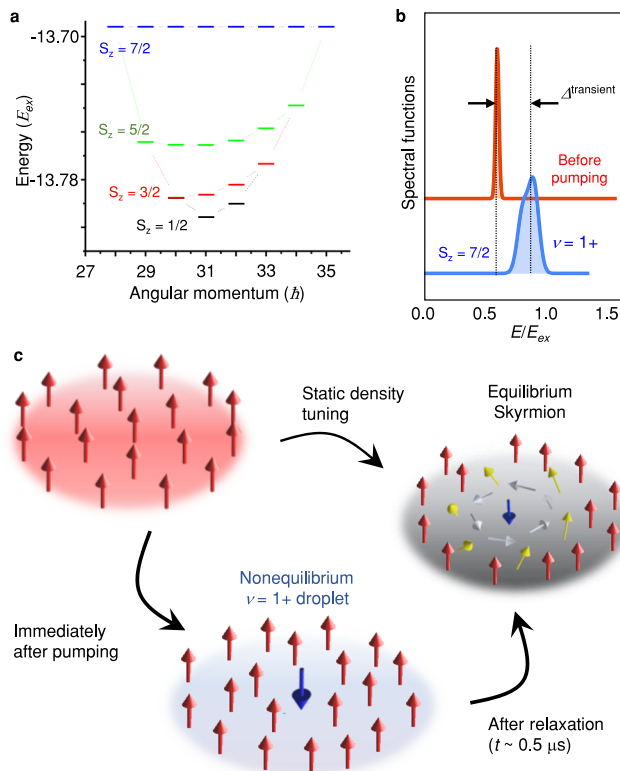 a
-13.70
-13.78
Energy (E_ex)
S_z = 7/2
S_z = 5/2
S_z = 3/2
S_z = 1/2
27 29 31 33 35
Angular momentum (ℏ)
b
Spectral functions
Δ^transient
Before
pumping
S_z = 7/2
ν = 1+
0.0 0.5 1.0 1.5
E/E_ex
c
Static density
tuning
Equilibrium
Skyrmion
Nonequilibrium
ν = 1+ droplet
Immediately
after pumping
After relaxation
(t ~ 0.5 μs)